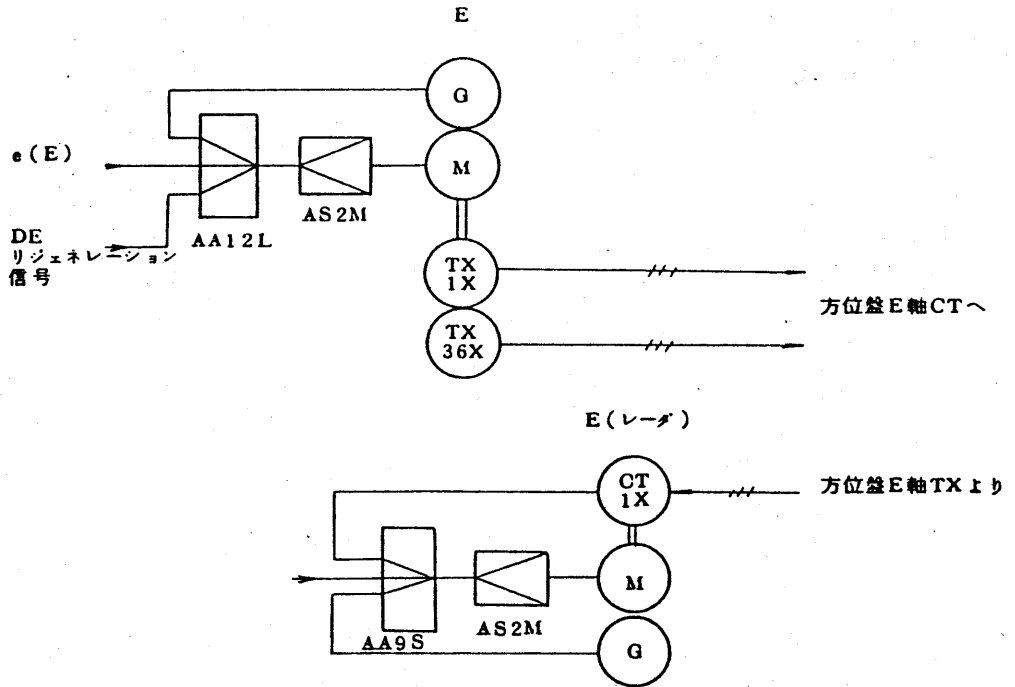 E
G
e(E)
M
AS2M
AA12L
DE
リジェネレーション
信号
TX
1X
方位盤E軸CTへ
TX
36X
E(レーダ)
CT
1X
方位盤E軸TXより
M
AS2M
AA9S
G